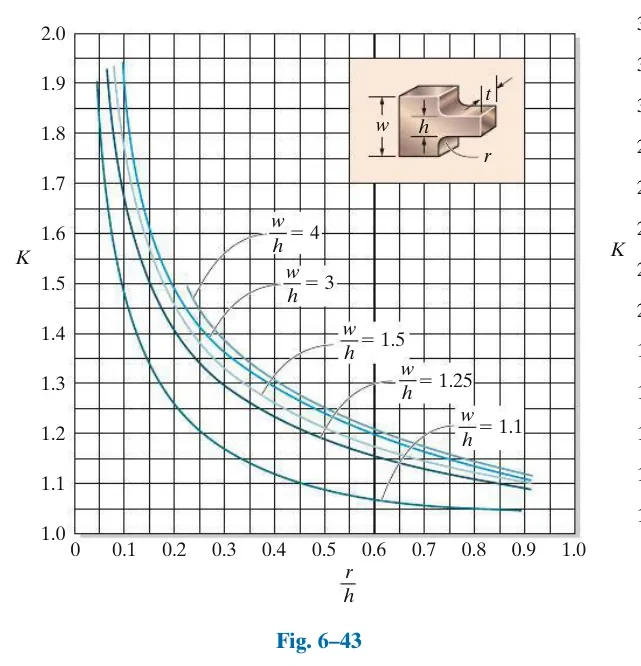 2.0
1.9
1.8
1.7
1.6
1.5
1.4
1.3
1.2
1.1
1.0
K
w
h
t
r
w/h = 4
w/h = 3
w/h = 1.5
w/h = 1.25
w/h = 1.1
0 0.1 0.2 0.3 0.4 0.5 0.6 0.7 0.8 0.9 1.0
r
h
Fig. 6–43
K